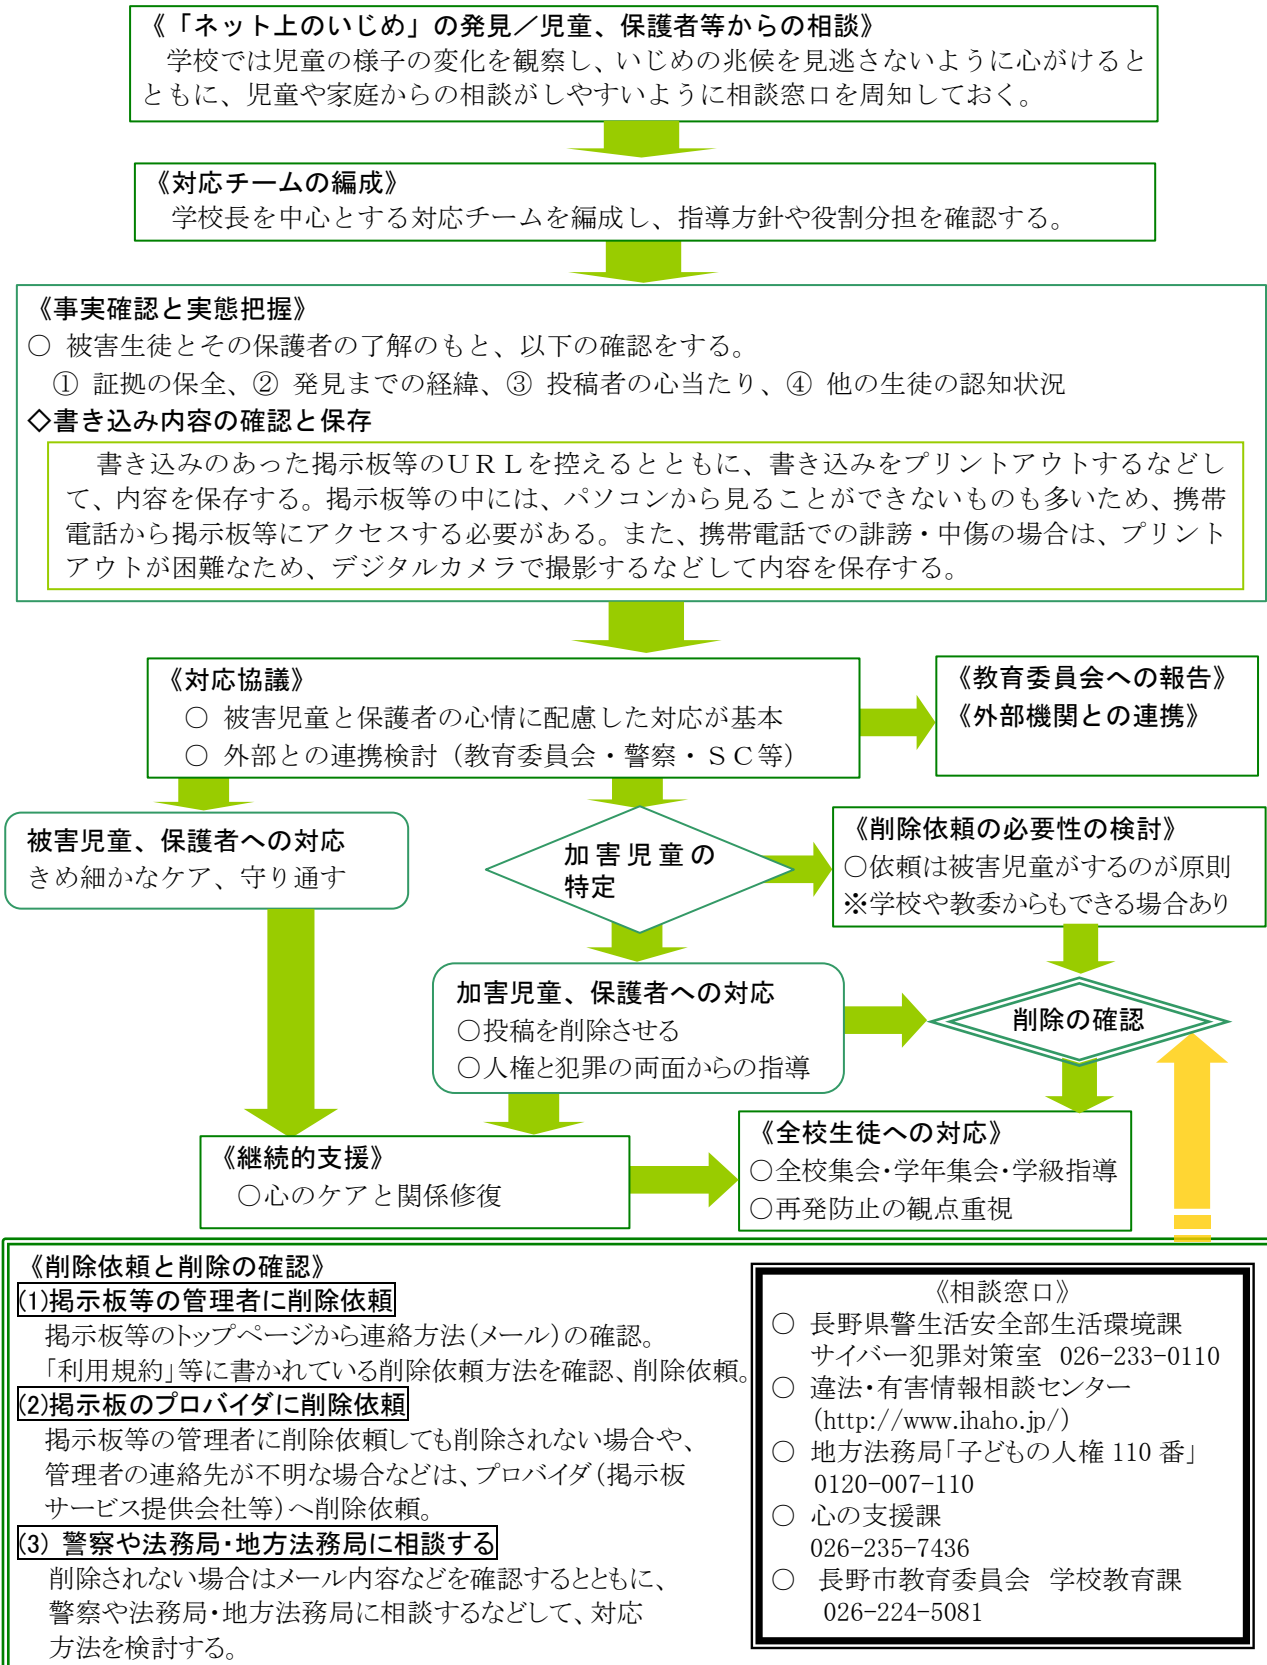 《「ネット上のいじめ」の発見／児童、保護者等からの相談》
学校では児童の様子の変化を観察し、いじめの兆候を見逃さないように心がけると
ともに、児童や家庭からの相談がしやすいように相談窓口を周知しておく。
《対応チームの編成》
学校長を中心とする対応チームを編成し、指導方針や役割分担を確認する。
《事実確認と実態把握》
○ 被害生徒とその保護者の了解のもと、以下の確認をする。
① 証拠の保全、② 発見までの経緯、③ 投稿者の心当たり、④ 他の生徒の認知状況
◇書き込み内容の確認と保存
書き込みのあった掲示板等のＵＲＬを控えるとともに、書き込みをプリントアウトするなどし
て、内容を保存する。掲示板等の中には、パソコンから見ることができないものも多いため、携帯
電話から掲示板等にアクセスする必要がある。また、携帯電話での誹謗・中傷の場合は、プリント
アウトが困難なため、デジタルカメラで撮影するなどして内容を保存する。
《対応協議》
○ 被害児童と保護者の心情に配慮した対応が基本
○ 外部との連携検討（教育委員会・警察・ＳＣ等）
《教育委員会への報告》
《外部機関との連携》
被害児童、保護者への対応
きめ細かなケア、守り通す
加害児童の
特定
《削除依頼の必要性の検討》
○依頼は被害児童がするのが原則
※学校や教委からもできる場合あり
加害児童、保護者への対応
○投稿を削除させる
○人権と犯罪の両面からの指導
削除の確認
《継続的支援》
○心のケアと関係修復
《全校生徒への対応》
○全校集会・学年集会・学級指導
○再発防止の観点重視
《削除依頼と削除の確認》
(1)掲示板等の管理者に削除依頼
掲示板等のトップページから連絡方法（メール）の確認。
「利用規約」等に書かれている削除依頼方法を確認、削除依頼。
(2)掲示板のプロバイダに削除依頼
掲示板等の管理者に削除依頼しても削除されない場合や、
管理者の連絡先が不明な場合などは、プロバイダ（掲示板
サービス提供会社等）へ削除依頼。
(3) 警察や法務局・地方法務局に相談する
削除されない場合はメール内容などを確認するとともに、
警察や法務局・地方法務局に相談するなどして、対応
方法を検討する。
《相談窓口》
○ 長野県警生活安全部生活環境課
サイバー犯罪対策室 026-233-0110
○ 違法・有害情報相談センター
(http://www.ihaho.jp/)
○ 地方法務局「子どもの人権 110 番」
0120-007-110
○ 心の支援課
026-235-7436
○ 長野市教育委員会 学校教育課
026-224-5081